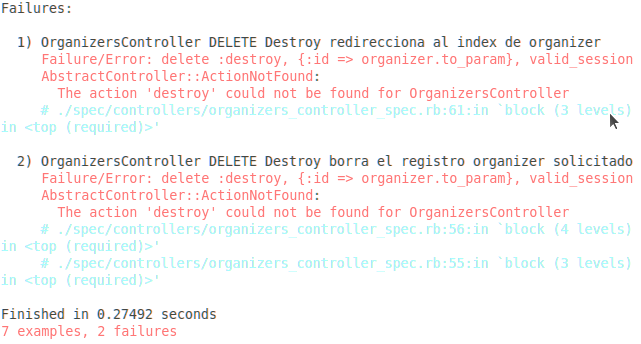 Failures:
1) OrganizersController DELETE Destroy redirecciona al index de organizer
Failure/Error: delete :destroy, {:id => organizer.to_param}, valid_session
AbstractController::ActionNotFound:
The action 'destroy' could not be found for OrganizersController
# ./spec/controllers/organizers_controller_spec.rb:61:in `block (3 levels)
in <top (required)>'
2) OrganizersController DELETE Destroy borra el registro organizer solicitado
Failure/Error: delete :destroy, {:id => organizer.to_param}, valid_session
AbstractController::ActionNotFound:
The action 'destroy' could not be found for OrganizersController
# ./spec/controllers/organizers_controller_spec.rb:56:in `block (4 levels)
in <top (required)>'
# ./spec/controllers/organizers_controller_spec.rb:55:in `block (3 levels)
in <top (required)>'
Finished in 0.27492 seconds
7 examples, 2 failures